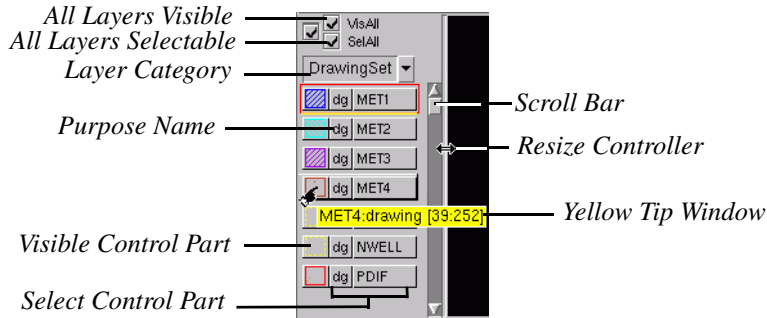 All Layers Visible
VisAll
All Layers Selectable
SelAll
Layer Category
DrawingSet
dg MET1
Scroll Bar
Purpose Name
dg MET2
Resize Controller
dg MET3
dg MET4
MET4:drawing [39:252]
Yellow Tip Window
Visible Control Part
dg NWELL
dg PDIF
Select Control Part